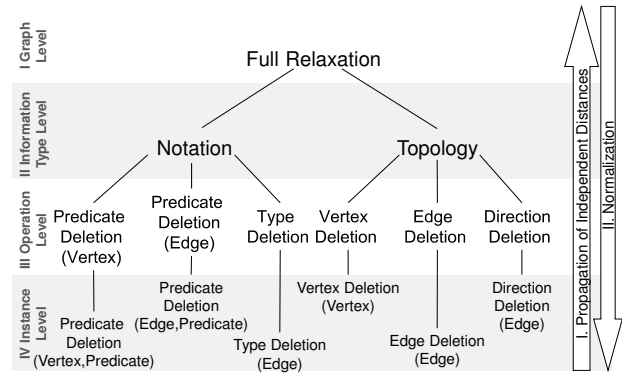 I Graph
Level
Full Relaxation
II Information
Type Level
Notation
Topology
III Operation
Level
Predicate
Deletion
(Vertex)
Predicate
Deletion
(Edge)
Type
Deletion
Vertex
Deletion
Edge
Deletion
Direction
Deletion
IV Instance
Level
Predicate
Deletion
(Vertex,Predicate)
Predicate
Deletion
(Edge,Predicate)
Type Deletion
(Edge)
Vertex Deletion
(Vertex)
Edge Deletion
(Edge)
Direction
Deletion
(Edge)
I. Propagation of Independent Distances
II. Normalization